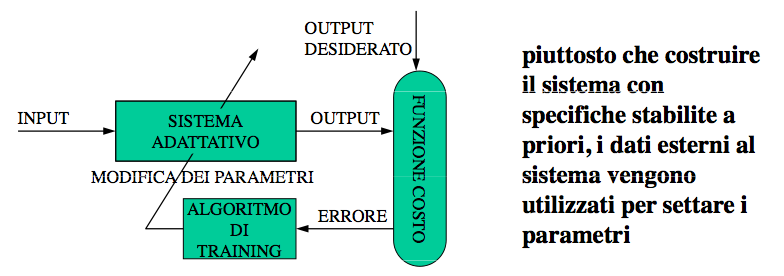 OUTPUT
DESIDERATO
INPUT
SISTEMA
ADATTATIVO
OUTPUT
FUNZIONE COSTO
MODIFICA DEI PARAMETRI
ALGORITMO
DI
TRAINING
ERRORE
piuttosto che costruire
il sistema con
specifiche stabilite a
priori, i dati esterni al
sistema vengono
utilizzati per settare i
parametri